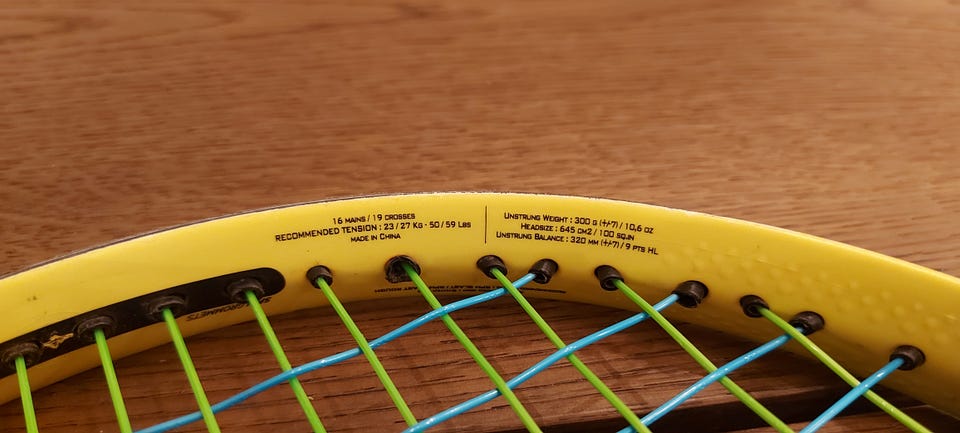 16 MAINS / 19 CROSSES
RECOMMENDED TENSION : 23 / 27 KG - 50 / 59 LBS
MADE IN CHINA
UNSTRUNG WEIGHT : 300 G (+/-7) / 10,6 OZ
HEADSIZE : 645 CM2 / 100 SQ.IN
UNSTRUNG BALANCE : 320 MM (+/-7) / 9 PTS HL
GROMMETS